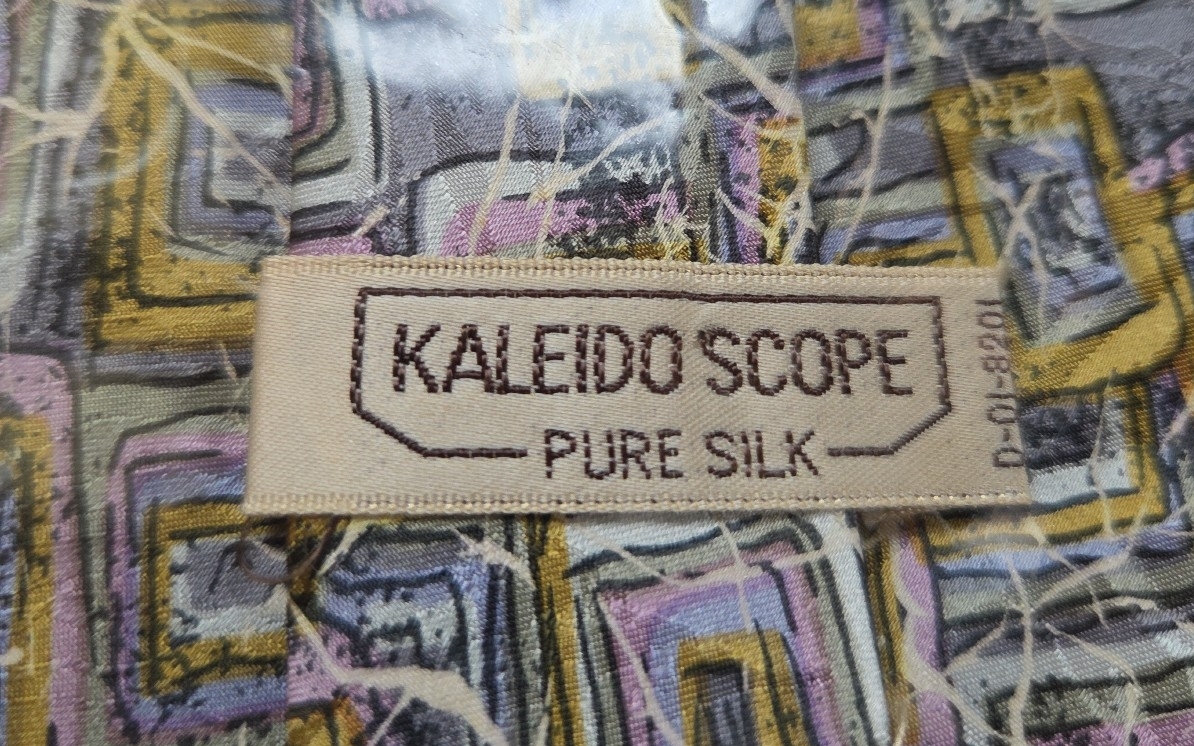 KALEIDO SCOPE
PURE SILK
D-01-8201